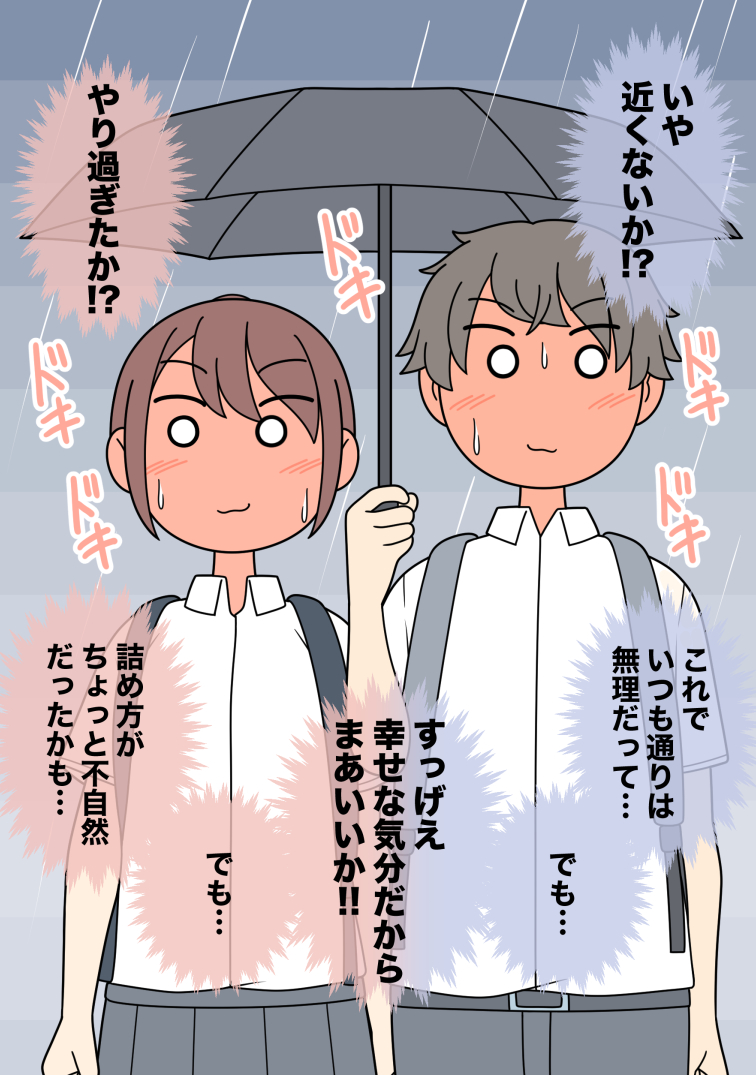 いや
近くないか!?
やり過ぎたか!?
ドキ
ドキ
ドキ
ドキ
ドキ
これで
いつも通りは
無理だって…
詰め方が
ちょっと不自然
だったかも…
でも…
でも…
すっげえ
幸せな気分だから
まあいいか!!